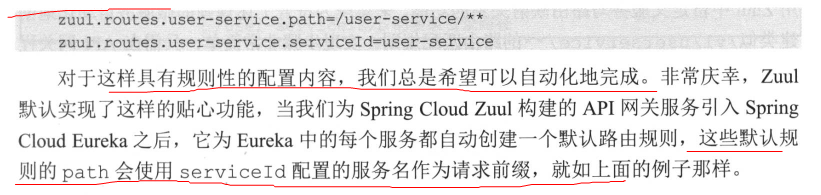 zuul.routes.user-service.path=/user-service/**
zuul.routes.user-service.serviceId=user-service
对于这样具有规则性的配置内容，我们总是希望可以自动化地完成。非常庆幸，Zuul
默认实现了这样的贴心功能，当我们为 Spring Cloud Zuul 构建的 API 网关服务引入 Spring
Cloud Eureka 之后，它为 Eureka 中的每个服务都自动创建一个默认路由规则，这些默认规
则的 path 会使用 serviceId 配置的服务名作为请求前缀，就如上面的例子那样。